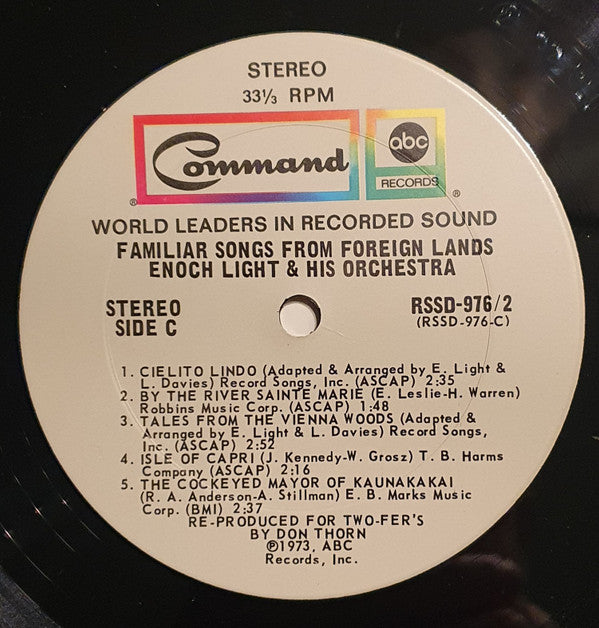 STEREO
33⅓ RPM
Command ®
abc
RECORDS ®
WORLD LEADERS IN RECORDED SOUND
FAMILIAR SONGS FROM FOREIGN LANDS
ENOCH LIGHT & HIS ORCHESTRA
STEREO
SIDE C
RSSD-976/2
(RSSD-976-C)
1. CIELITO LINDO (Adapted & Arranged by E. Light &
L. Davies) Record Songs, Inc. (ASCAP) 2:35
2. BY THE RIVER SAINTE MARIE (E. Leslie-H. Warren)
Robbins Music Corp. (ASCAP) 1:48
3. TALES FROM THE VIENNA WOODS (Adapted &
Arranged by E. Light & L. Davies) Record Songs,
Inc. (ASCAP) 2:52
4. ISLE OF CAPRI (J. Kennedy-W. Grosz) T. B. Harms
Company (ASCAP) 2:16
5. THE COCKEYED MAYOR OF KAUNAKAKAI
(R. A. Anderson-A. Stillman) E. B. Marks Music
Corp. (BMI) 2:37
RE-PRODUCED FOR TWO-FER'S
BY DON THORN
℗1973, ABC
Records, Inc.